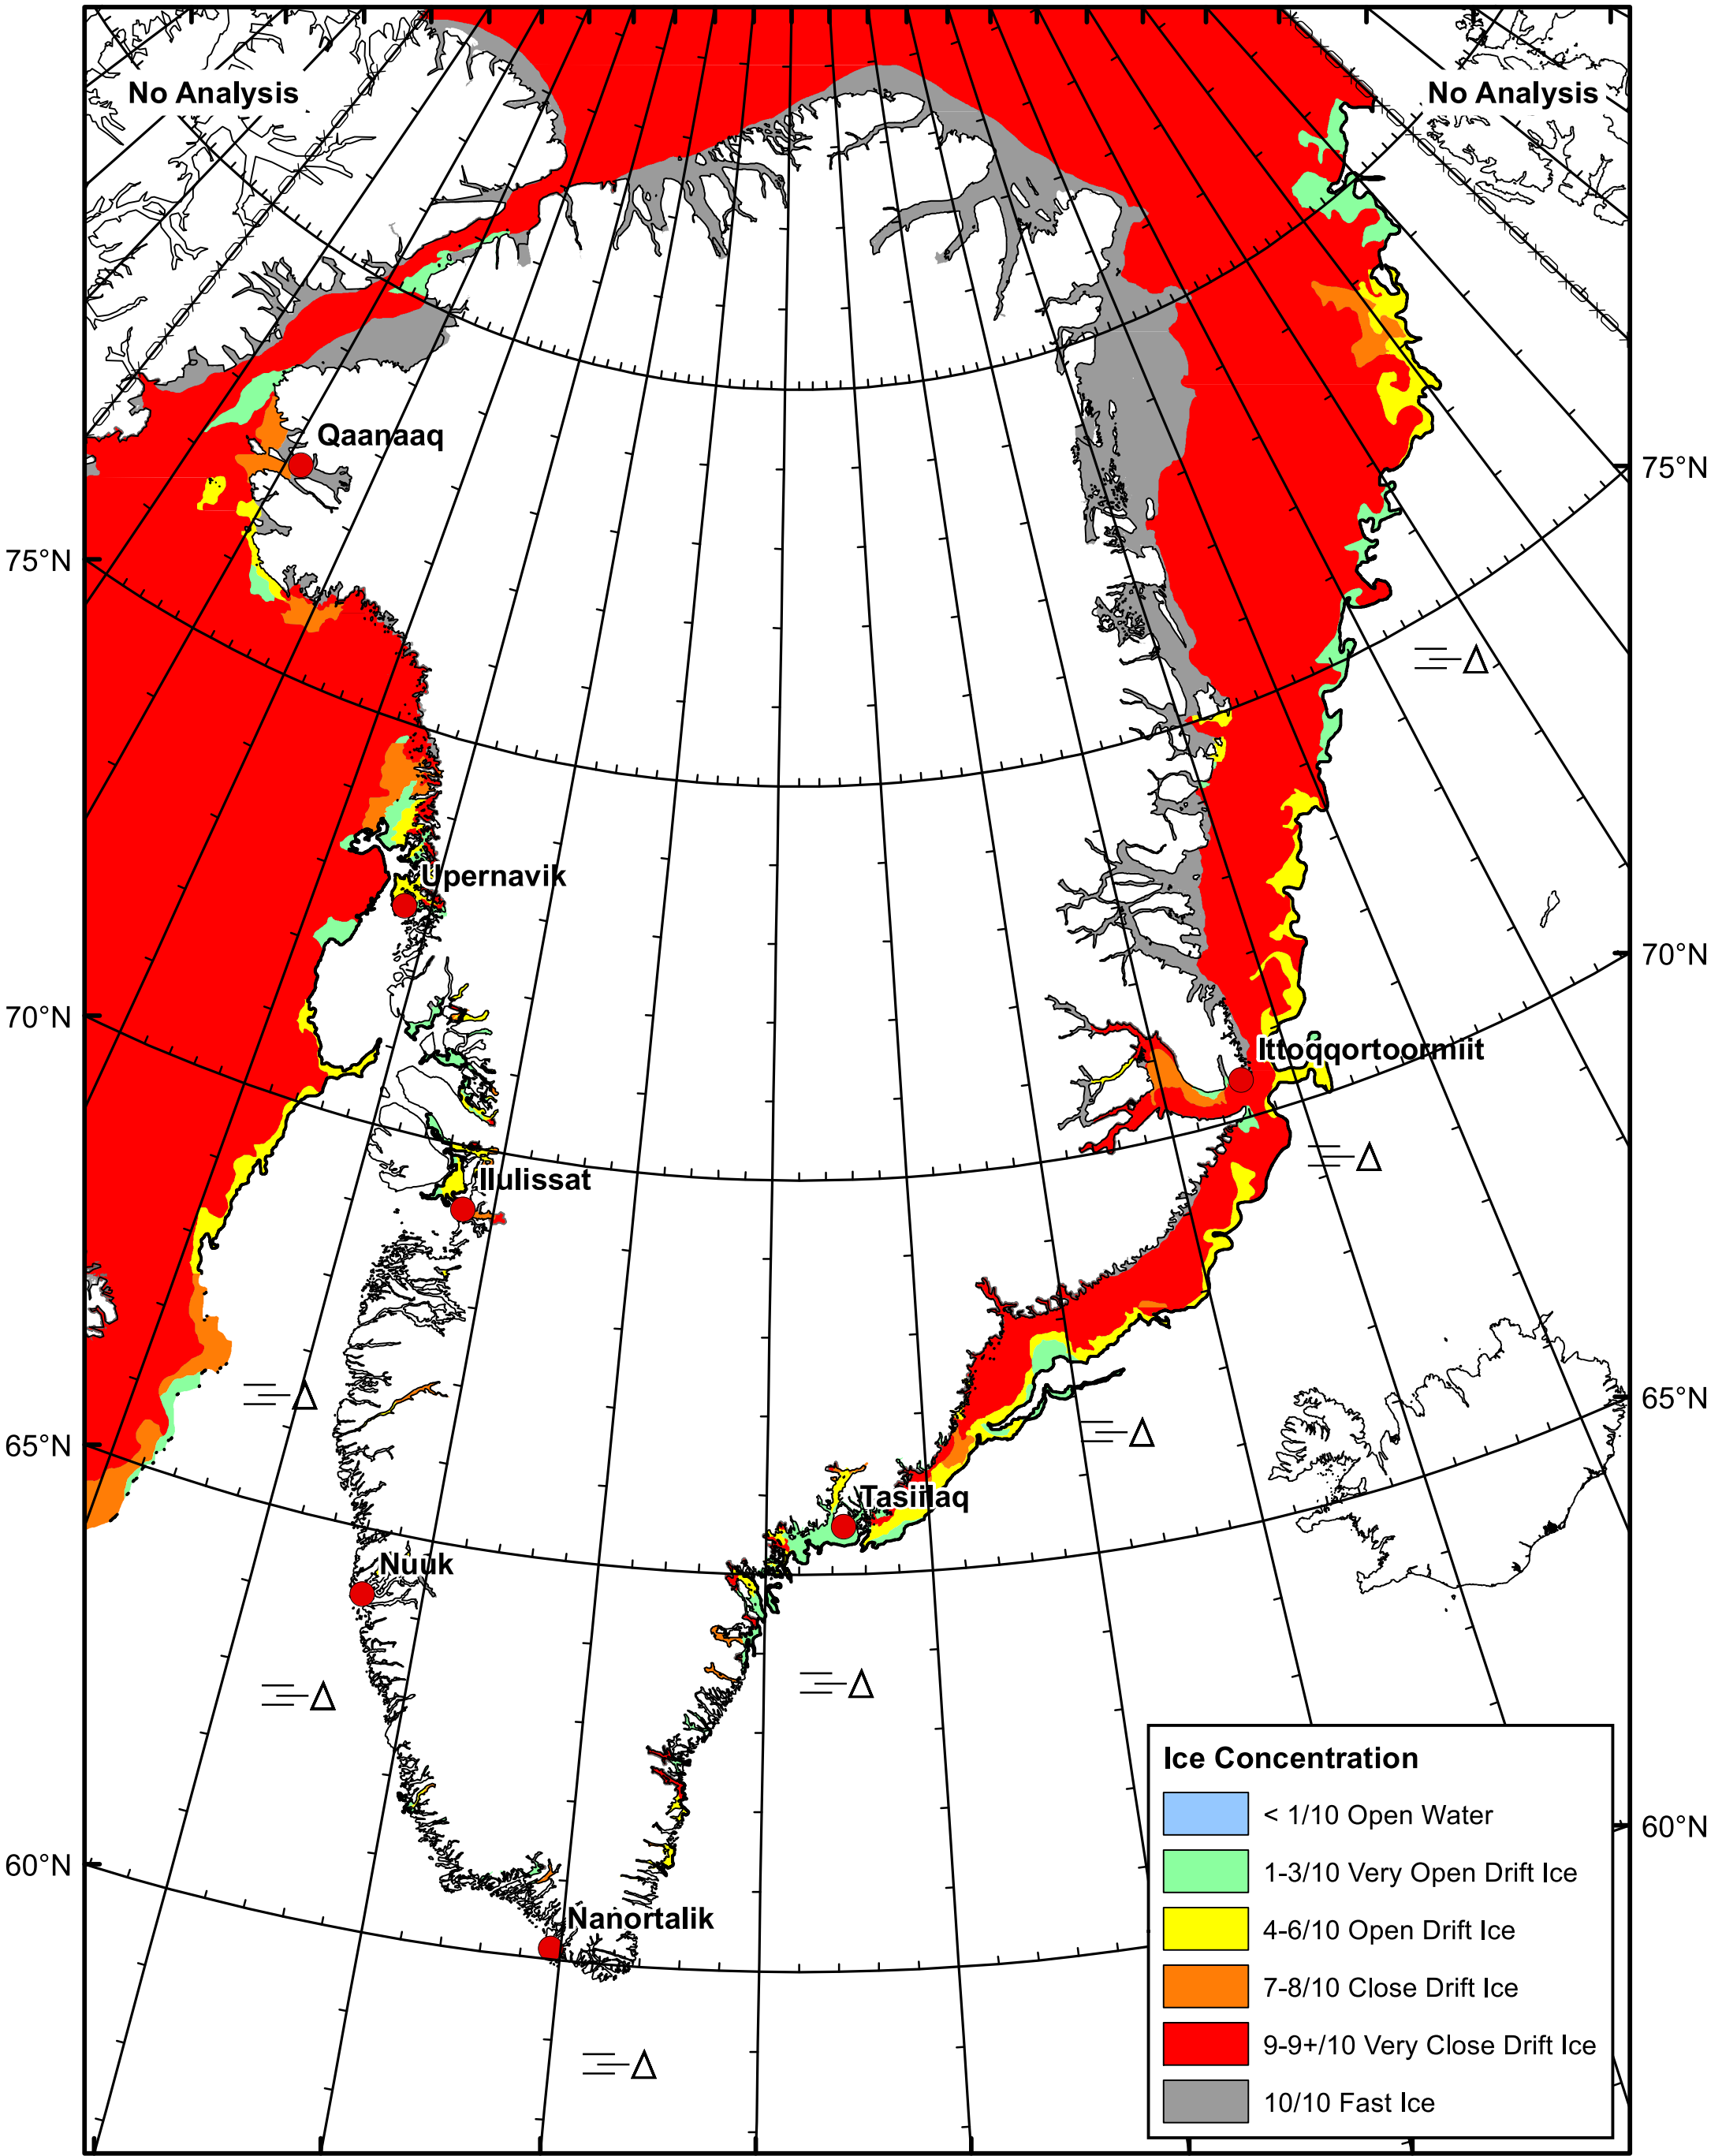 No Analysis
No Analysis
Qaanaaq
75°N
75°N
Upernavik
70°N
70°N
Ittoqqortoormiit
Ilulissat
65°N
65°N
Tasiilaq
Nuuk
60°N
60°N
Nanortalik
Ice Concentration
< 1/10 Open Water
1-3/10 Very Open Drift Ice
4-6/10 Open Drift Ice
7-8/10 Close Drift Ice
9-9+/10 Very Close Drift Ice
10/10 Fast Ice